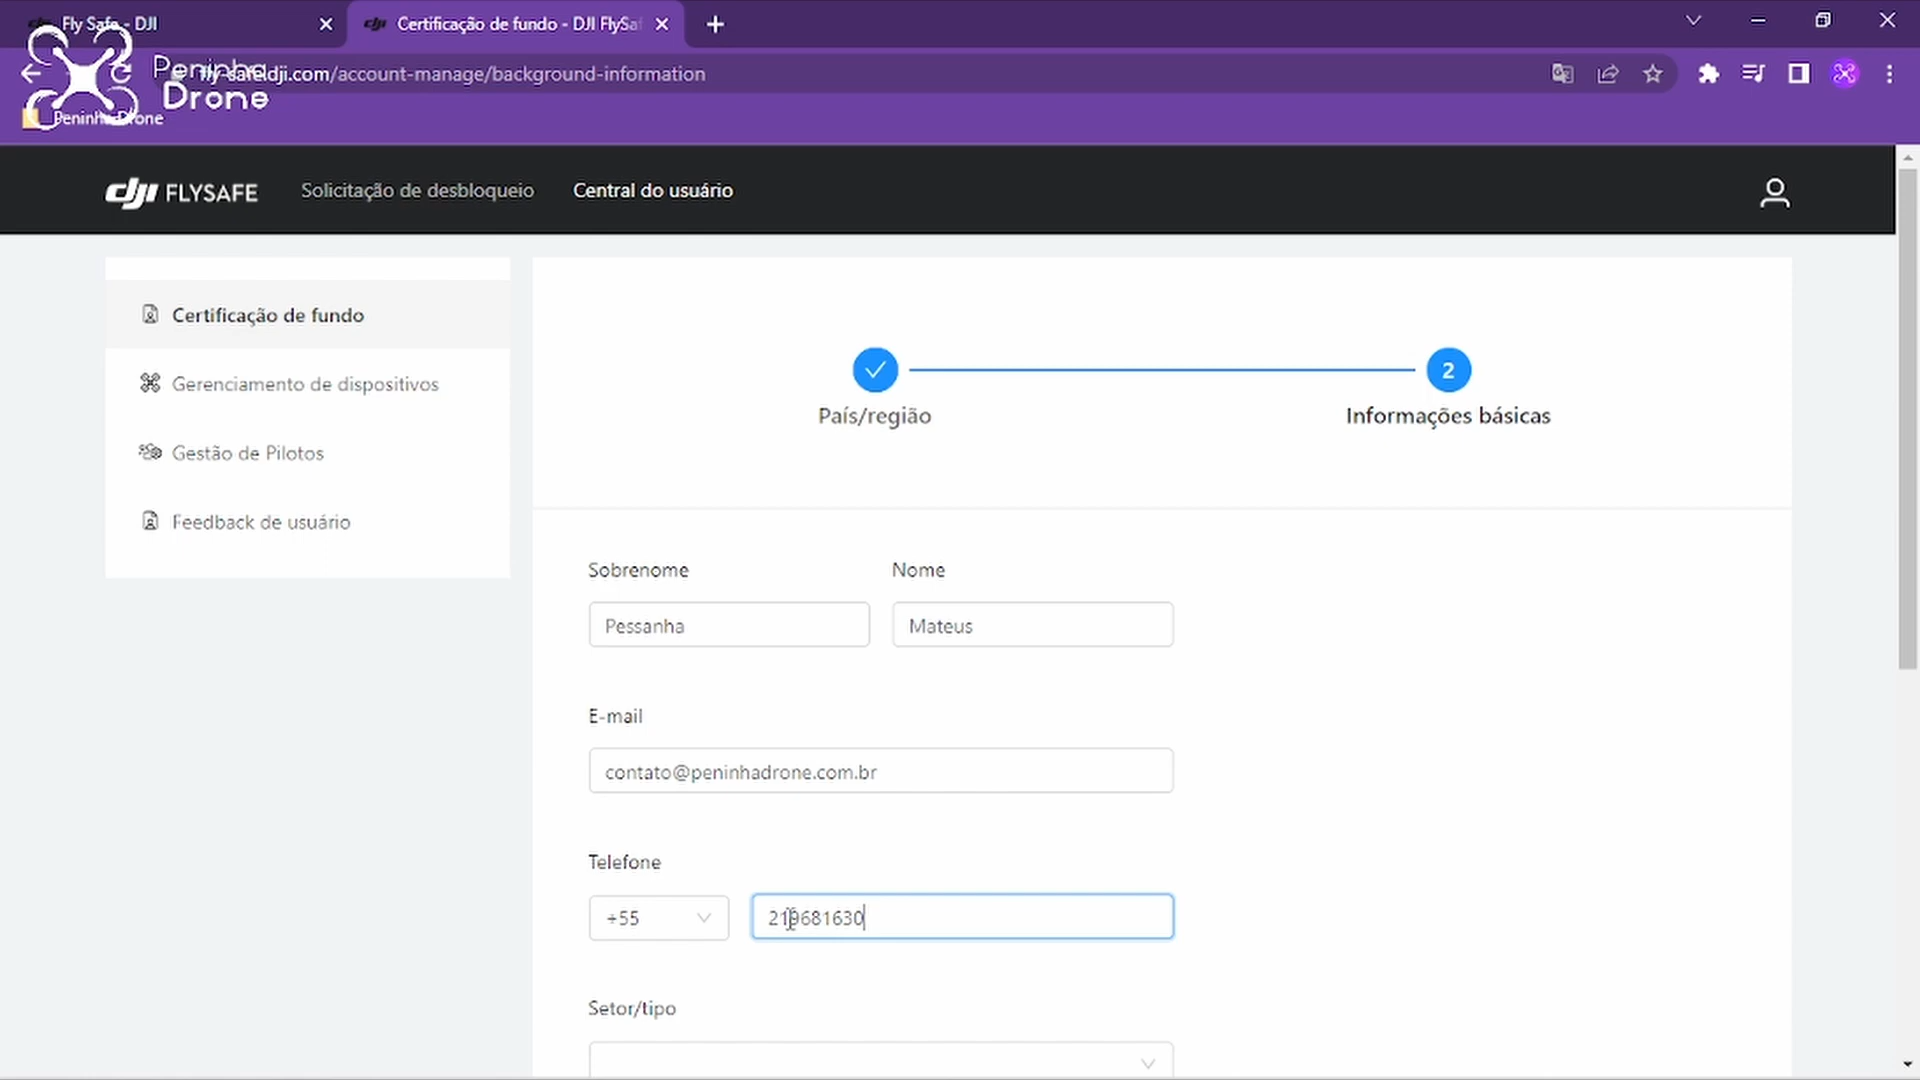 Fly Safe - DJI
Certificação de fundo - DJI FlySa
Peninha
Drone
fly-safe.dji.com/account-manage/background-information
Peninha Drone
dji FLYSAFE
Solicitação de desbloqueio
Central do usuário
Certificação de fundo
Gerenciamento de dispositivos
Gestão de Pilotos
Feedback de usuário
2
País/região
Informações básicas
Sobrenome
Nome
Pessanha
Mateus
E-mail
contato@peninhadrone.com.br
Telefone
+55
219681630
Setor/tipo